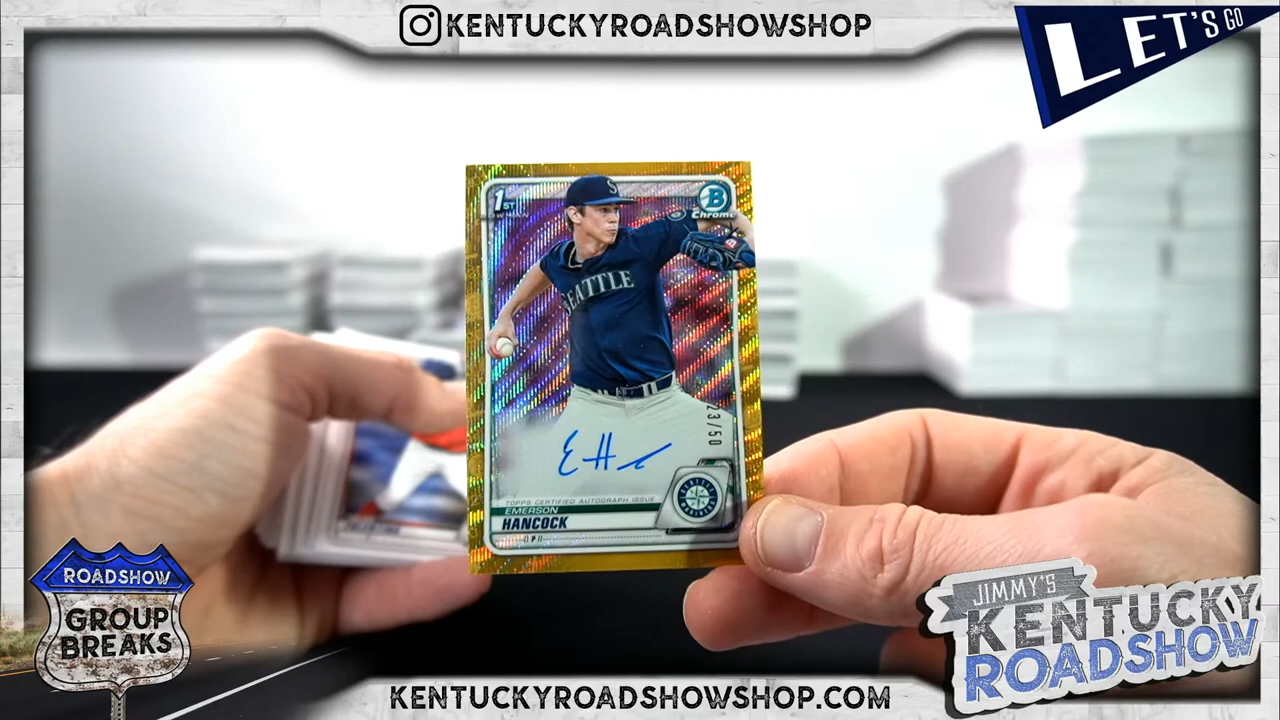 KENTUCKYROADSHOWSHOP
LET'S GO
1ST
BOWMAN
B
Chrome
S
SEATTLE
23/50
E H
TOPPS CERTIFIED AUTOGRAPH ISSUE
EMERSON
HANCOCK
P
ROADSHOW
GROUP
BREAKS
JIMMY'S
KENTUCKY
ROADSHOW
KENTUCKYROADSHOWSHOP.COM